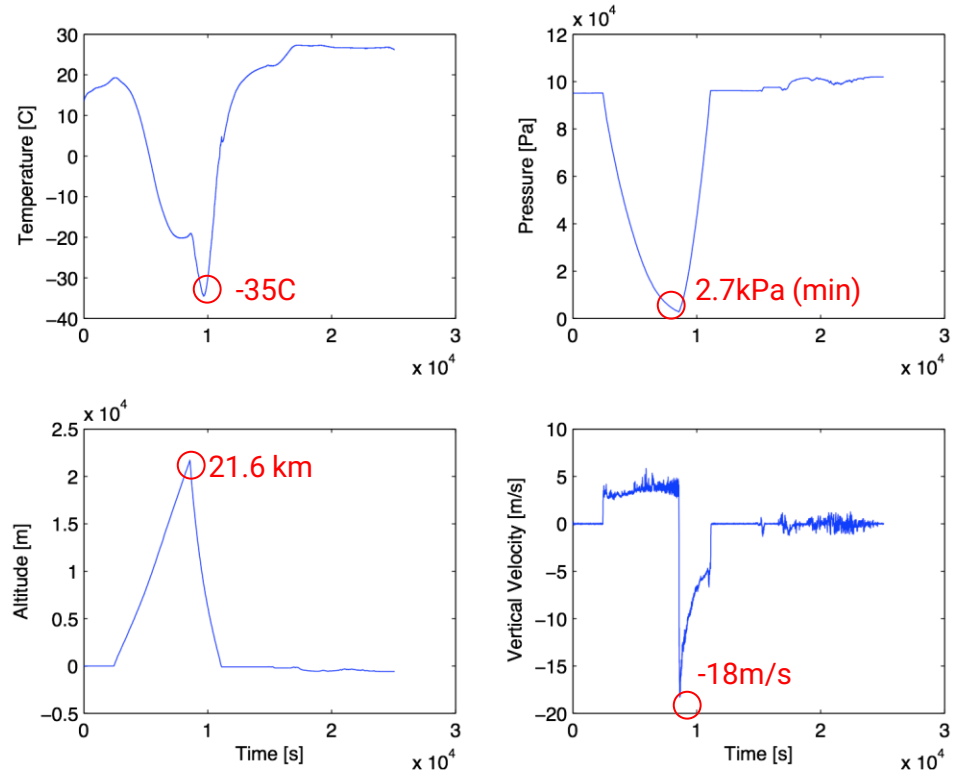 Temperature [C]
30
20
10
0
−10
−20
−30
−40
-35C
0
1
2
3
x 10^4
x 10^4
Pressure [Pa]
12
10
8
6
4
2
0
2.7kPa (min)
0
1
2
3
x 10^4
x 10^4
Altitude [m]
2.5
2
1.5
1
0.5
0
−0.5
21.6 km
0
1
2
3
Time [s]
x 10^4
Vertical Velocity [m/s]
10
5
0
−5
−10
−15
−20
-18m/s
0
1
2
3
Time [s]
x 10^4